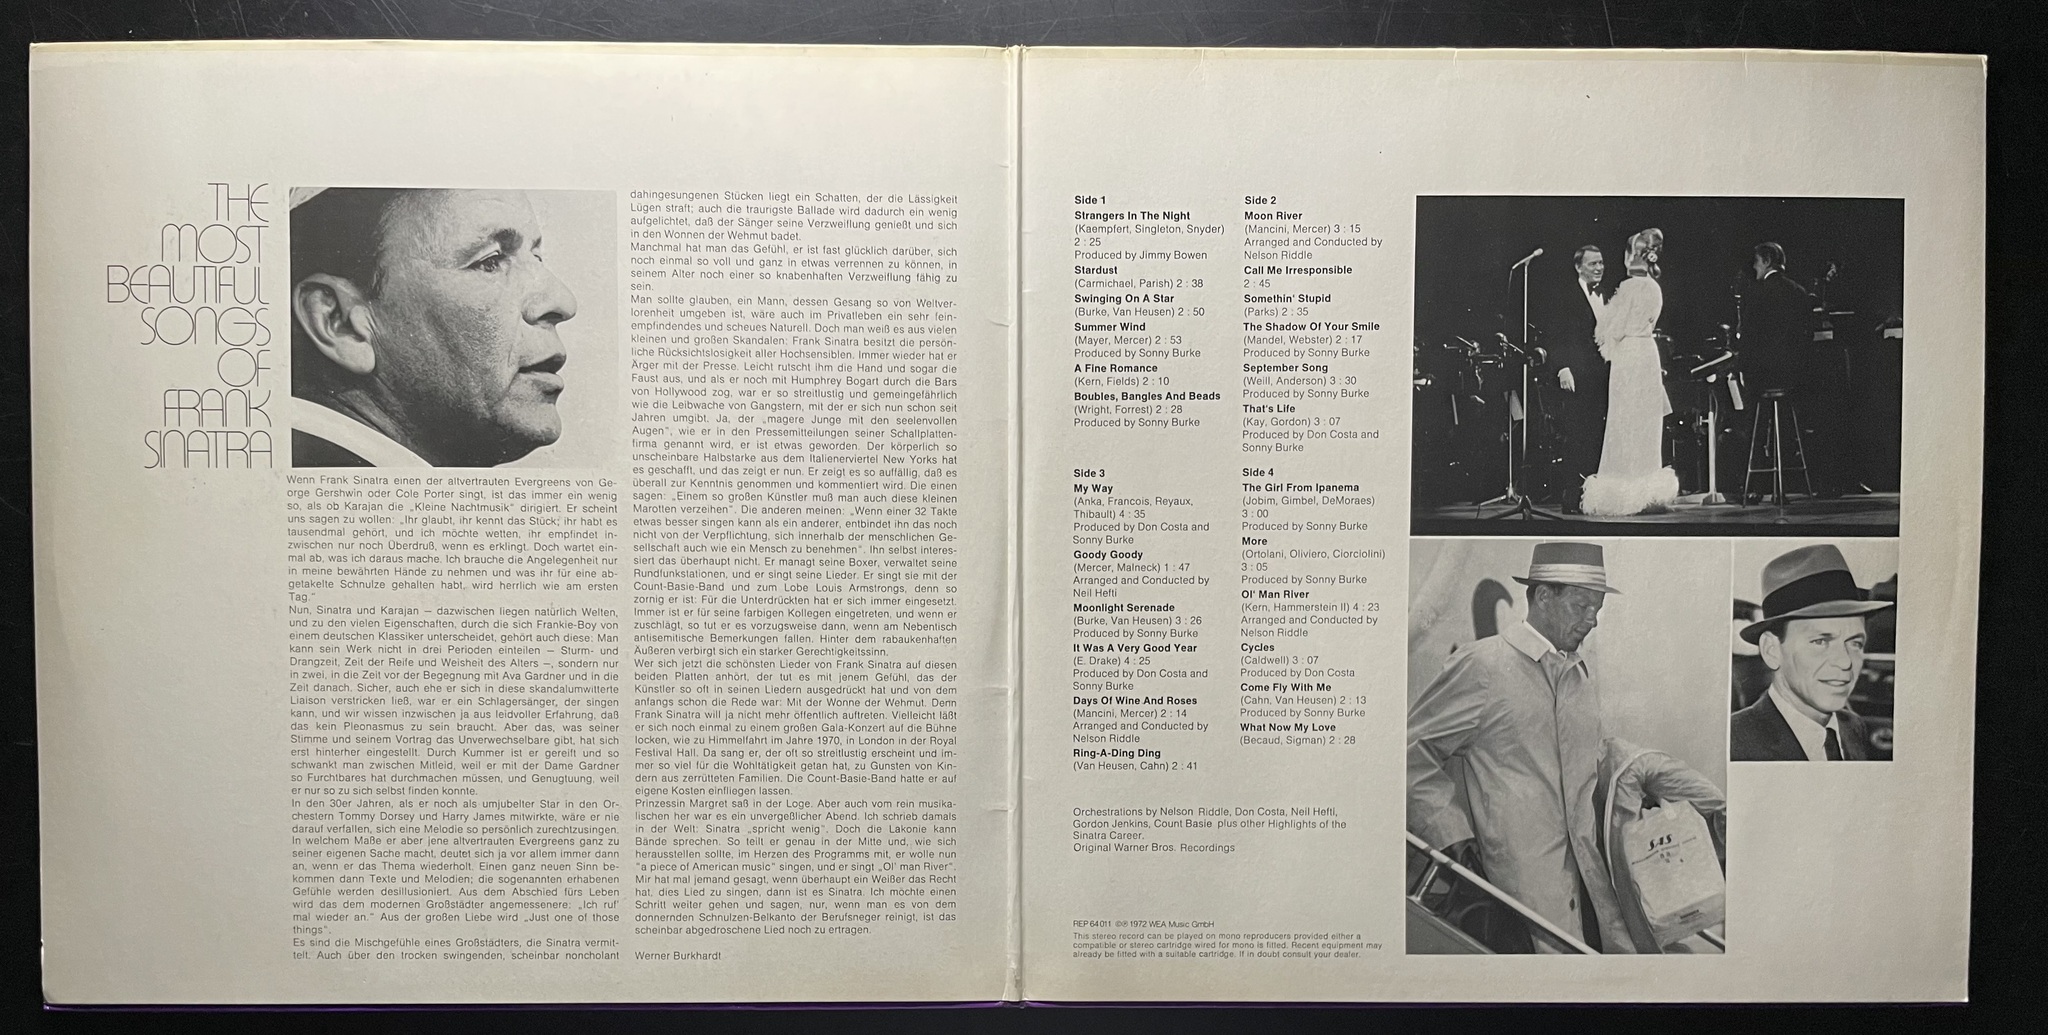 THE
MOST
BEAUTIFUL
SONGS
OF
FRANK
SINATRA
Wenn Frank Sinatra einen der altvertrauten Evergreens von Ge-
orge Gershwin oder Cole Porter singt, ist das immer ein wenig
so, als ob Karajan die „Kleine Nachtmusik" dirigiert. Er scheint
uns sagen zu wollen: „Ihr glaubt, ihr kennt das Stück; ihr habt es
tausendmal gehört, und ich möchte wetten, ihr empfindet in-
zwischen nur noch Überdruß, wenn es erklingt. Doch wartet ein-
mal ab, was ich daraus mache. Ich brauche die Angelegenheit nur
in meine bewährten Hände zu nehmen und was ihr für eine ab-
getakelte Schnulze gehalten habt, wird herrlich wie am ersten
Tag."
Nun, Sinatra und Karajan – dazwischen liegen natürlich Welten,
und zu den vielen Eigenschaften, durch die sich Frankie-Boy von
einem deutschen Klassiker unterscheidet, gehört auch diese: Man
kann sein Werk nicht in drei Perioden einteilen – Sturm- und
Drangzeit, Zeit der Reife und Weisheit des Alters –, sondern nur
in zwei, in die Zeit vor der Begegnung mit Ava Gardner und in die
Zeit danach. Sicher, auch ehe er sich in diese skandalumwitterte
Liaison verstricken ließ, war er ein Schlagersänger, der singen
kann, und wir wissen inzwischen ja aus leidvoller Erfahrung, daß
das kein Pleonasmus zu sein braucht. Aber das, was seiner
Stimme und seinem Vortrag das Unverwechselbare gibt, hat sich
erst hinterher eingestellt. Durch Kummer ist er gereift und so
schwankt man zwischen Mitleid, weil er mit der Dame Gardner
so Furchtbares hat durchmachen müssen, und Genugtuung, weil
er nur so zu sich selbst finden konnte.
In den 30er Jahren, als er noch als umjubelter Star in den Or-
chestern Tommy Dorsey und Harry James mitwirkte, wäre er nie
darauf verfallen, sich eine Melodie so persönlich zurechtzusingen.
In welchem Maße er aber jene altvertrauten Evergreens ganz zu
seiner eigenen Sache macht, deutet sich ja vor allem immer dann
an, wenn er das Thema wiederholt. Einen ganz neuen Sinn be-
kommen dann Texte und Melodien; die sogenannten erhabenen
Gefühle werden desillusioniert. Aus dem Abschied fürs Leben
wird das dem modernen Großstädter angemessenere: „Ich ruf'
mal wieder an." Aus der großen Liebe wird „Just one of those
things".
Es sind die Mischgefühle eines Großstädters, die Sinatra vermit-
telt. Auch über den trocken swingenden, scheinbar noncholant
dahingesungenen Stücken liegt ein Schatten, der die Lässigkeit
Lügen straft; auch die traurigste Ballade wird dadurch ein wenig
aufgelichtet, daß der Sänger seine Verzweiflung genießt und sich
in den Wonnen der Wehmut badet.
Manchmal hat man das Gefühl, er ist fast glücklich darüber, sich
noch einmal so voll und ganz in etwas verrennen zu können, in
seinem Alter noch einer so knabenhaften Verzweiflung fähig zu
sein.
Man sollte glauben, ein Mann, dessen Gesang so von Weltver-
lorenheit umgeben ist, wäre auch im Privatleben ein sehr fein-
empfindendes und scheues Naturell. Doch man weiß es aus vielen
kleinen und großen Skandalen: Frank Sinatra besitzt die persön-
liche Rücksichtslosigkeit aller Hochsensiblen. Immer wieder hat er
Ärger mit der Presse. Leicht rutscht ihm die Hand und sogar die
Faust aus, und als er noch mit Humphrey Bogart durch die Bars
von Hollywood zog, war er so streitlustig und gemeingefährlich
wie die Leibwache von Gangstern, mit der er sich nun schon seit
Jahren umgibt. Ja, der „magere Junge mit den seelenvollen
Augen", wie er in den Pressemitteilungen seiner Schallplatten-
firma genannt wird, er ist etwas geworden. Der körperlich so
unscheinbare Halbstarke aus dem Italienerviertel New Yorks hat
es geschafft, und das zeigt er nun. Er zeigt es so auffällig, daß es
überall zur Kenntnis genommen und kommentiert wird. Die einen
sagen: „Einem so großen Künstler muß man auch diese kleinen
Marotten verzeihen". Die anderen meinen: „Wenn einer 32 Takte
etwas besser singen kann als ein anderer, entbindet ihn das noch
nicht von der Verpflichtung, sich innerhalb der menschlichen Ge-
sellschaft auch wie ein Mensch zu benehmen". Ihn selbst interes-
siert das überhaupt nicht. Er managt seine Boxer, verwaltet seine
Rundfunkstationen, und er singt seine Lieder. Er singt sie mit der
Count-Basie-Band und zum Lobe Louis Armstrongs, denn so
zornig er ist: Für die Unterdrückten hat er sich immer eingesetzt.
Immer ist er für seine farbigen Kollegen eingetreten, und wenn er
zuschlägt, so tut er es vorzugsweise dann, wenn am Nebentisch
antisemitische Bemerkungen fallen. Hinter dem rabaukenhaften
Äußeren verbirgt sich ein starker Gerechtigkeitssinn.
Wer sich jetzt die schönsten Lieder von Frank Sinatra auf diesen
beiden Platten anhört, der tut es mit jenem Gefühl, das der
Künstler so oft in seinen Liedern ausgedrückt hat und von dem
anfangs schon die Rede war: Mit der Wonne der Wehmut. Denn
Frank Sinatra will ja nicht mehr öffentlich auftreten. Vielleicht läßt
er sich noch einmal zu einem großen Gala-Konzert auf die Bühne
locken, wie zu Himmelfahrt im Jahre 1970, in London in der Royal
Festival Hall. Da sang er, der oft so streitlustig erscheint und im-
mer so viel für die Wohltätigkeit getan hat, zu Gunsten von Kin-
dern aus zerrütteten Familien. Die Count-Basie-Band hatte er auf
eigene Kosten einfliegen lassen.
Prinzessin Margret saß in der Loge. Aber auch vom rein musika-
lischen her war es ein unvergeßlicher Abend. Ich schrieb damals
in der Welt: Sinatra „spricht wenig". Doch die Lakonie kann
Bände sprechen. So teilt er genau in der Mitte und, wie sich
herausstellen sollte, im Herzen des Programms mit, er wolle nun
"a piece of American music" singen, und er singt „Ol' man River".
Mir hat mal jemand gesagt, wenn überhaupt ein Weißer das Recht
hat, dies Lied zu singen, dann ist es Sinatra. Ich möchte einen
Schritt weiter gehen und sagen, nur, wenn man es von dem
donnernden Schnulzen-Belkanto der Berufsneger reinigt, ist das
scheinbar abgedroschene Lied noch zu ertragen.
Werner Burkhardt
Side 1
Strangers In The Night
(Kaempfert, Singleton, Snyder)
2 : 25
Produced by Jimmy Bowen
Stardust
(Carmichael, Parish) 2 : 38
Swinging On A Star
(Burke, Van Heusen) 2 : 50
Summer Wind
(Mayer, Mercer) 2 : 53
Produced by Sonny Burke
A Fine Romance
(Kern, Fields) 2 : 10
Boubles, Bangles And Beads
(Wright, Forrest) 2 : 28
Produced by Sonny Burke
Side 2
Moon River
(Mancini, Mercer) 3 : 15
Arranged and Conducted by
Nelson Riddle
Call Me Irresponsible
2 : 45
Somethin' Stupid
(Parks) 2 : 35
The Shadow Of Your Smile
(Mandel, Webster) 2 : 17
Produced by Sonny Burke
September Song
(Weill, Anderson) 3 : 30
Produced by Sonny Burke
That's Life
(Kay, Gordon) 3 : 07
Produced by Don Costa and
Sonny Burke
Side 3
My Way
(Anka, Francois, Reyaux,
Thibault) 4 : 35
Produced by Don Costa and
Sonny Burke
Goody Goody
(Mercer, Malneck) 1 : 47
Arranged and Conducted by
Neil Hefti
Moonlight Serenade
(Burke, Van Heusen) 3 : 26
Produced by Sonny Burke
It Was A Very Good Year
(E. Drake) 4 : 25
Produced by Don Costa and
Sonny Burke
Days Of Wine And Roses
(Mancini, Mercer) 2 : 14
Arranged and Conducted by
Nelson Riddle
Ring-A-Ding Ding
(Van Heusen, Cahn) 2 : 41
Side 4
The Girl From Ipanema
(Jobim, Gimbel, DeMoraes)
3 : 00
Produced by Sonny Burke
More
(Ortolani, Oliviero, Ciorciolini)
3 : 05
Produced by Sonny Burke
Ol' Man River
(Kern, Hammerstein II) 4 : 23
Arranged and Conducted by
Nelson Riddle
Cycles
(Caldwell) 3 : 07
Produced by Don Costa
Come Fly With Me
(Cahn, Van Heusen) 2 : 13
Produced by Sonny Burke
What Now My Love
(Becaud, Sigman) 2 : 28
Orchestrations by Nelson Riddle, Don Costa, Neil Hefti,
Gordon Jenkins, Count Basie plus other Highlights of the
Sinatra Career.
Original Warner Bros. Recordings
REP 64011 ©℗ 1972 WEA Music GmbH
This stereo record can be played on mono reproducers provided either a
compatible or stereo cartridge wired for mono is fitted. Recent equipment may
already be fitted with a suitable cartridge. If in doubt consult your dealer.
SAS